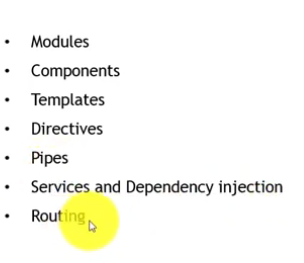 • Modules
• Components
• Templates
• Directives
• Pipes
• Services and Dependency injection
• Routing